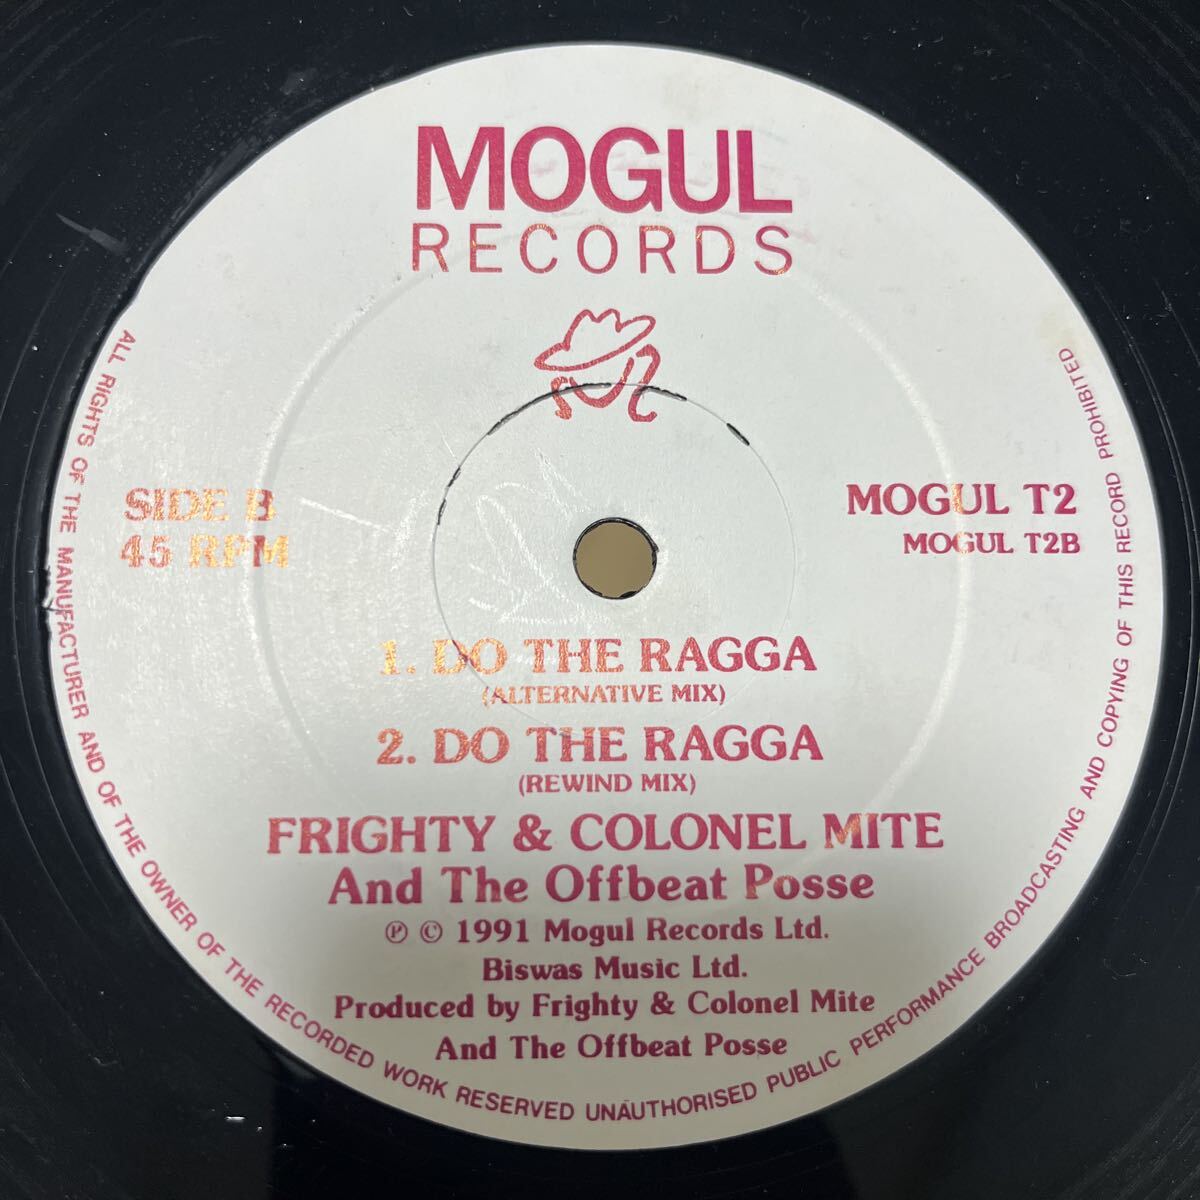 MOGUL
RECORDS
SIDE B
45 RPM
MOGUL T2
MOGUL T2B
1. DO THE RAGGA
(ALTERNATIVE MIX)
2. DO THE RAGGA
(REWIND MIX)
FRIGHTY & COLONEL MITE
And The Offbeat Posse
℗ © 1991 Mogul Records Ltd.
Biswas Music Ltd.
Produced by Frighty & Colonel Mite
And The Offbeat Posse
ALL RIGHTS OF THE MANUFACTURER AND OF THE OWNER OF THE RECORDED WORK RESERVED UNAUTHORISED PUBLIC PERFORMANCE BROADCASTING AND COPYING OF THIS RECORD PROHIBITED